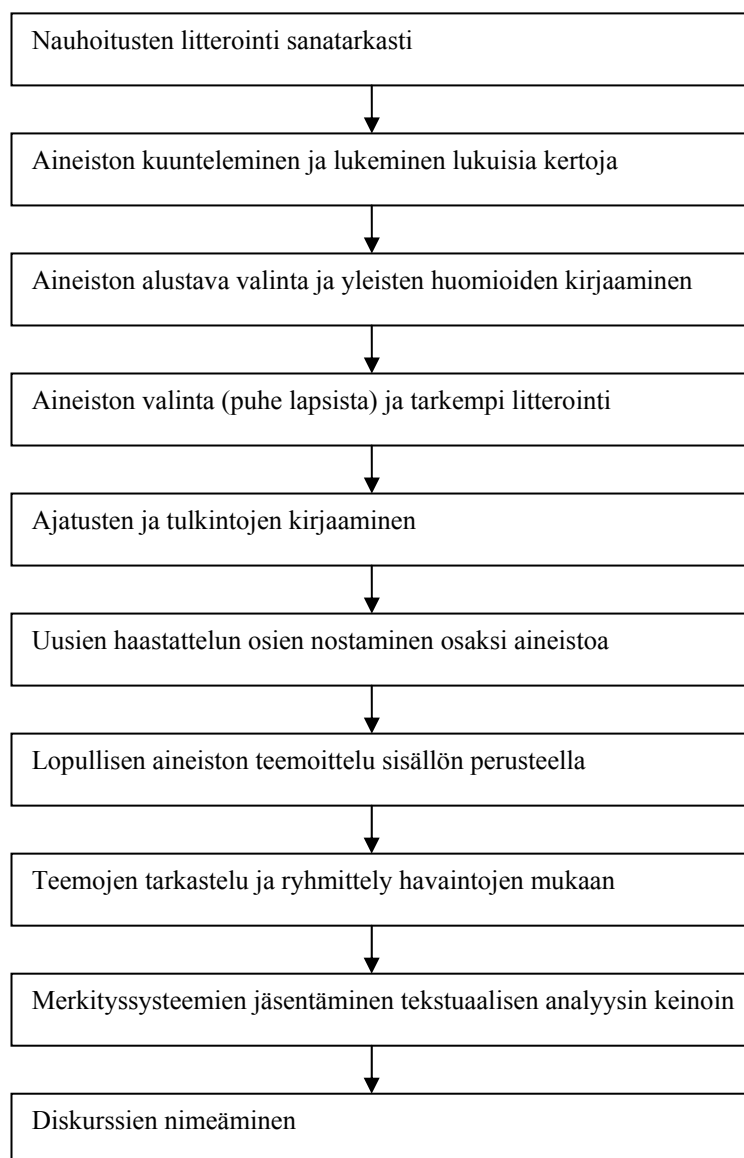 Nauhoitusten litterointi sanatarkasti
Aineiston kuunteleminen ja lukeminen lukuisia kertoja
Aineiston alustava valinta ja yleisten huomioiden kirjaaminen
Aineiston valinta (puhe lapsista) ja tarkempi litterointi
Ajatusten ja tulkintojen kirjaaminen
Uusien haastattelun osien nostaminen osaksi aineistoa
Lopullisen aineiston teemoittelu sisällön perusteella
Teemojen tarkastelu ja ryhmittely havaintojen mukaan
Merkityssysteemien jäsentäminen tekstuaalisen analyysin keinoin
Diskurssien nimeäminen